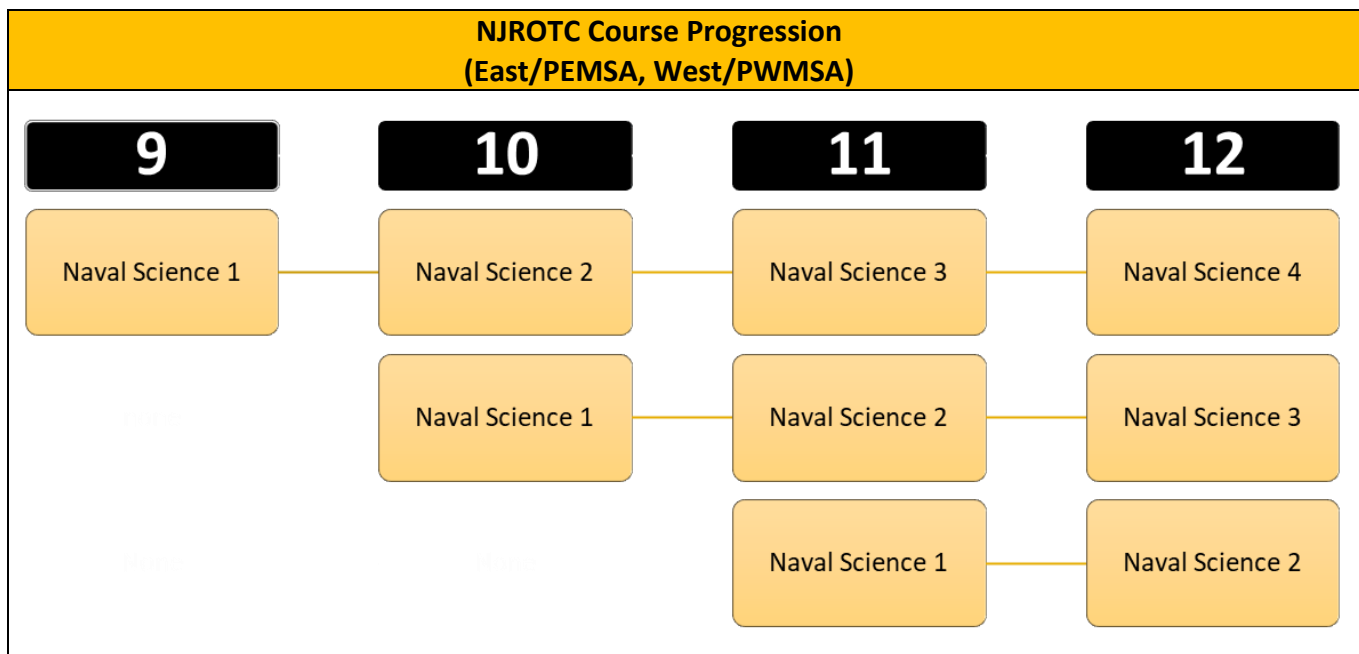 NJROTC Course Progression
(East/PEMSA, West/PWMSA)
9 10 11 12
Naval Science 1 Naval Science 2 Naval Science 3 Naval Science 4
Naval Science 1 Naval Science 2 Naval Science 3
Naval Science 1 Naval Science 2